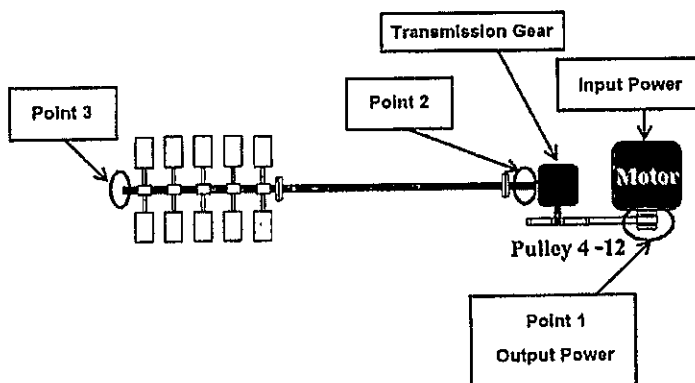 Transmission Gear
Input Power
Point 2
Point 3
Motor
Pulley 4 -12
Point 1
Output Power